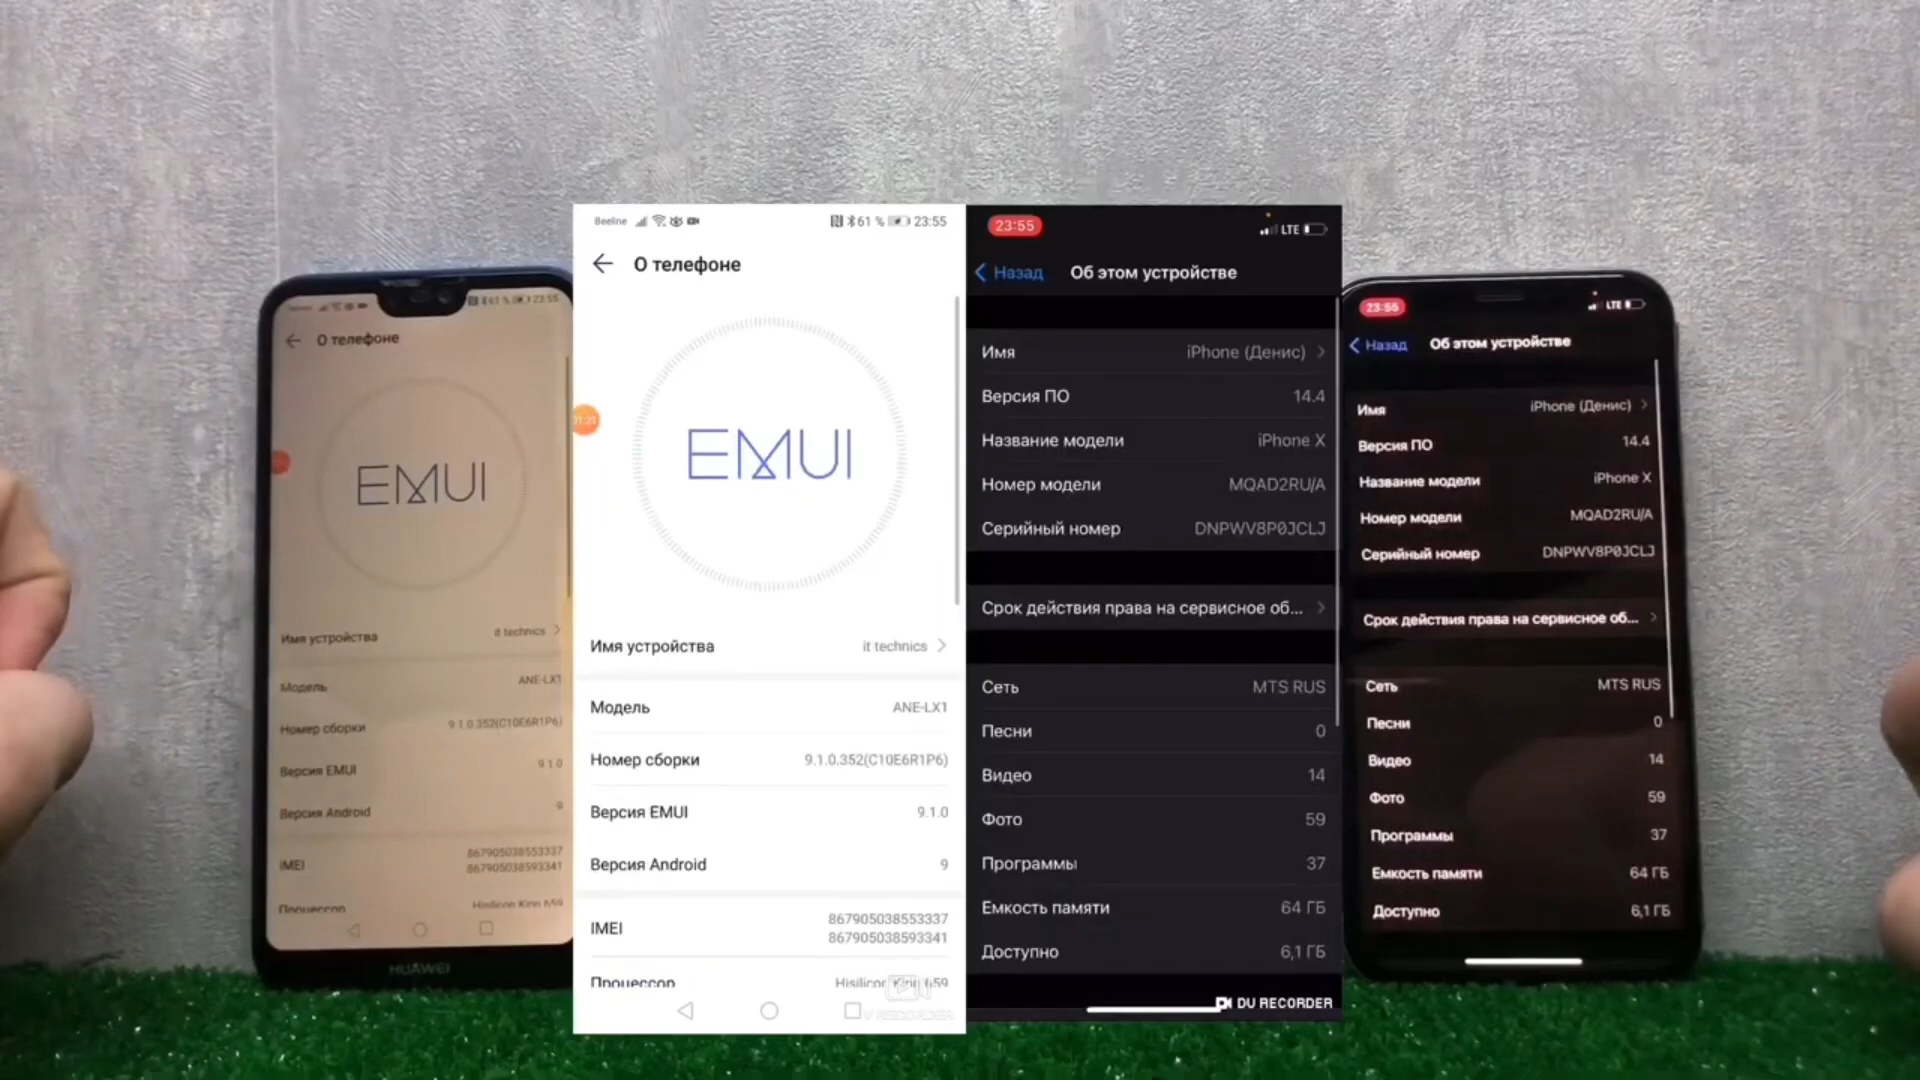 Beeline 61 % 23:55
О телефоне
01:21
EMUI
Имя устройства it technics
Модель ANE-LX1
Номер сборки 9.1.0.352(C10E6R1P6)
Версия EMUI 9.1.0
Версия Android 9
IMEI 867905038553337
867905038593341
Процессор Hisilicon Kirin 659
23:55 LTE
Назад Об этом устройстве
Имя iPhone (Денис)
Версия ПО 14.4
Название модели iPhone X
Номер модели MQAD2RU/A
Серийный номер DNPWV8P0JCLJ
Срок действия права на сервисное об...
Сеть MTS RUS
Песни 0
Видео 14
Фото 59
Программы 37
Емкость памяти 64 ГБ
Доступно 6,1 ГБ
DU RECORDER
61 % 23:55
О телефоне
EMUI
Имя устройства it technics
Модель ANE-LX1
Номер сборки 9.1.0.352(C10E6R1P6)
Версия EMUI 9.1.0
Версия Android 9
IMEI 867905038553337
867905038593341
Процессор Hisilicon Kirin 659
HUAWEI
23:55 LTE
Назад Об этом устройстве
Имя iPhone (Денис)
Версия ПО 14.4
Название модели iPhone X
Номер модели MQAD2RU/A
Серийный номер DNPWV8P0JCLJ
Срок действия права на сервисное об...
Сеть MTS RUS
Песни 0
Видео 14
Фото 59
Программы 37
Емкость памяти 64 ГБ
Доступно 6,1 ГБ